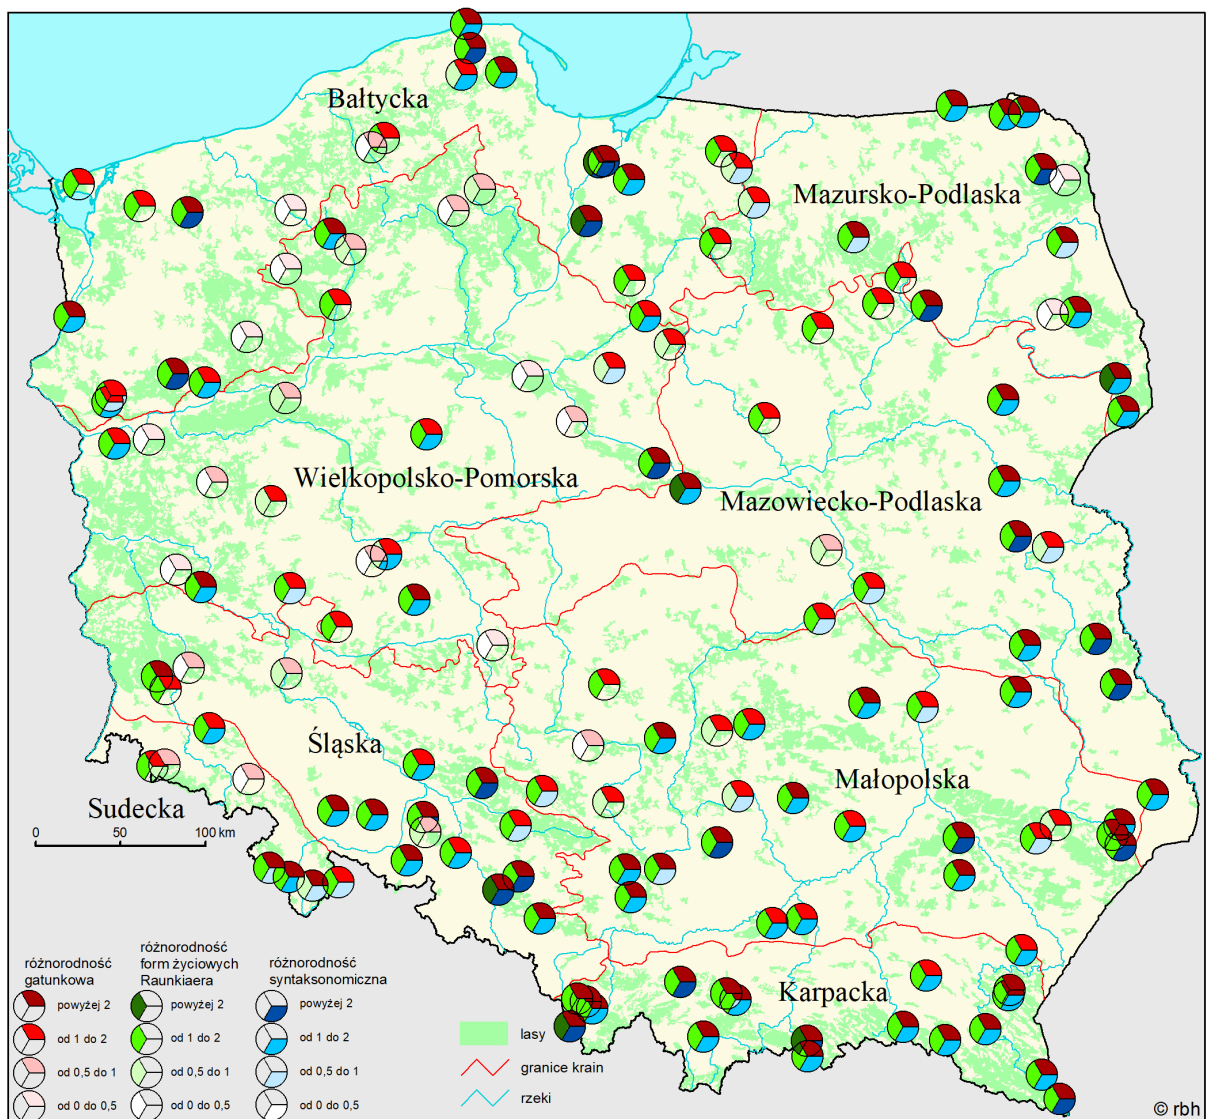 Bałtycka
Mazursko-Podlaska
Wielkopolsko-Pomorska
Mazowiecko-Podlaska
Śląska
Małopolska
Sudecka
0 50 100 km
Karpacka
różnorodność
gatunkowa
powyżej 2
od 1 do 2
od 0,5 do 1
od 0 do 0,5
różnorodność
form życiowych
Raunkiaera
powyżej 2
od 1 do 2
od 0,5 do 1
od 0 do 0,5
różnorodność
syntaksonomiczna
powyżej 2
od 1 do 2
od 0,5 do 1
od 0 do 0,5
lasy
granice krain
rzeki
© rbh